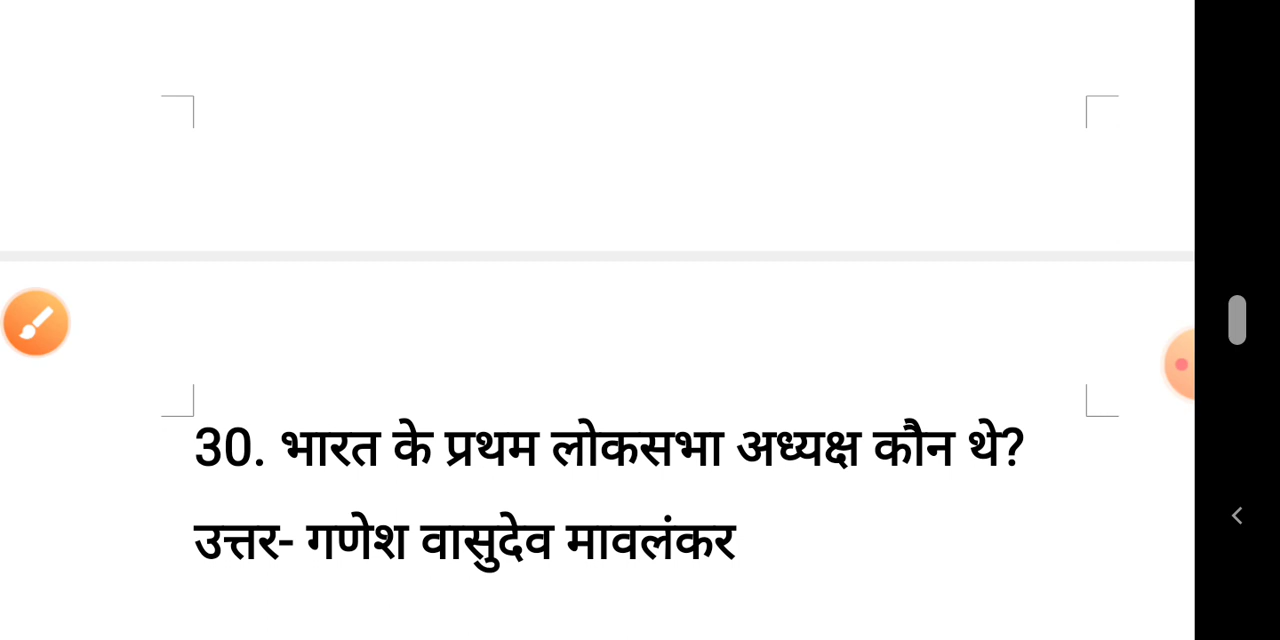 30. भारत के प्रथम लोकसभा अध्यक्ष कौन थे?
उत्तर- गणेश वासुदेव मावलंकर